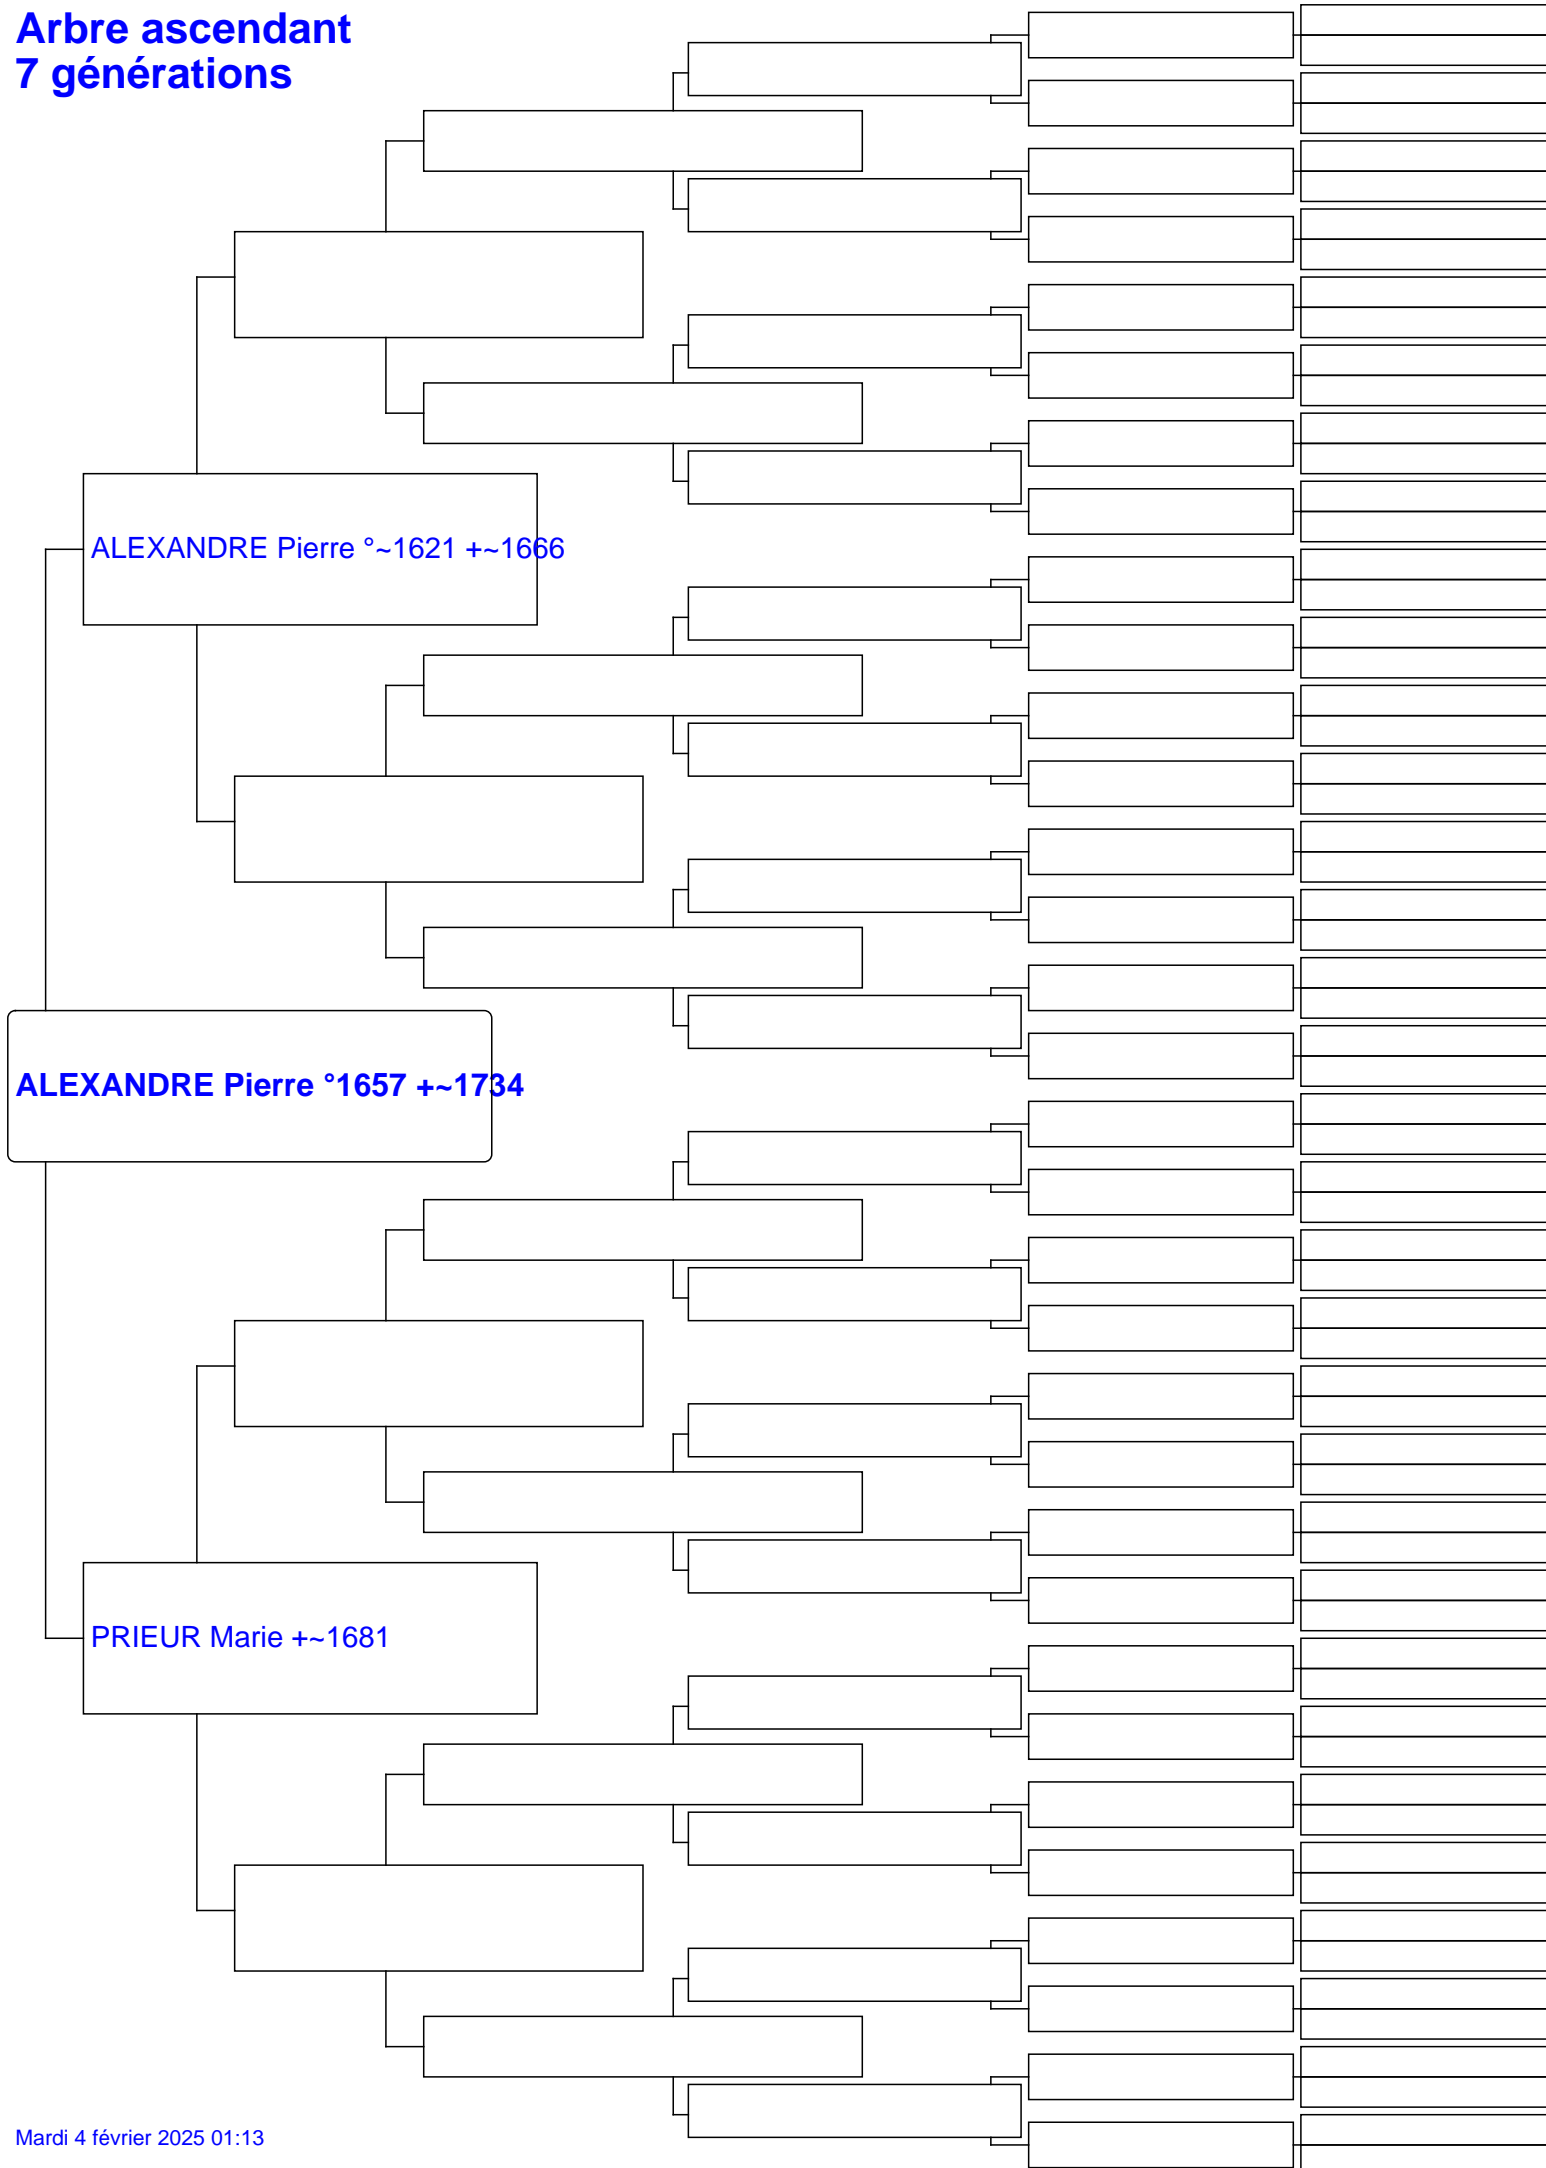 Arbre ascendant
7 générations
ALEXANDRE Pierre °~1621 +~1666
ALEXANDRE Pierre °1657 +~1734
PRIEUR Marie +~1681
Mardi 4 février 2025 01:13